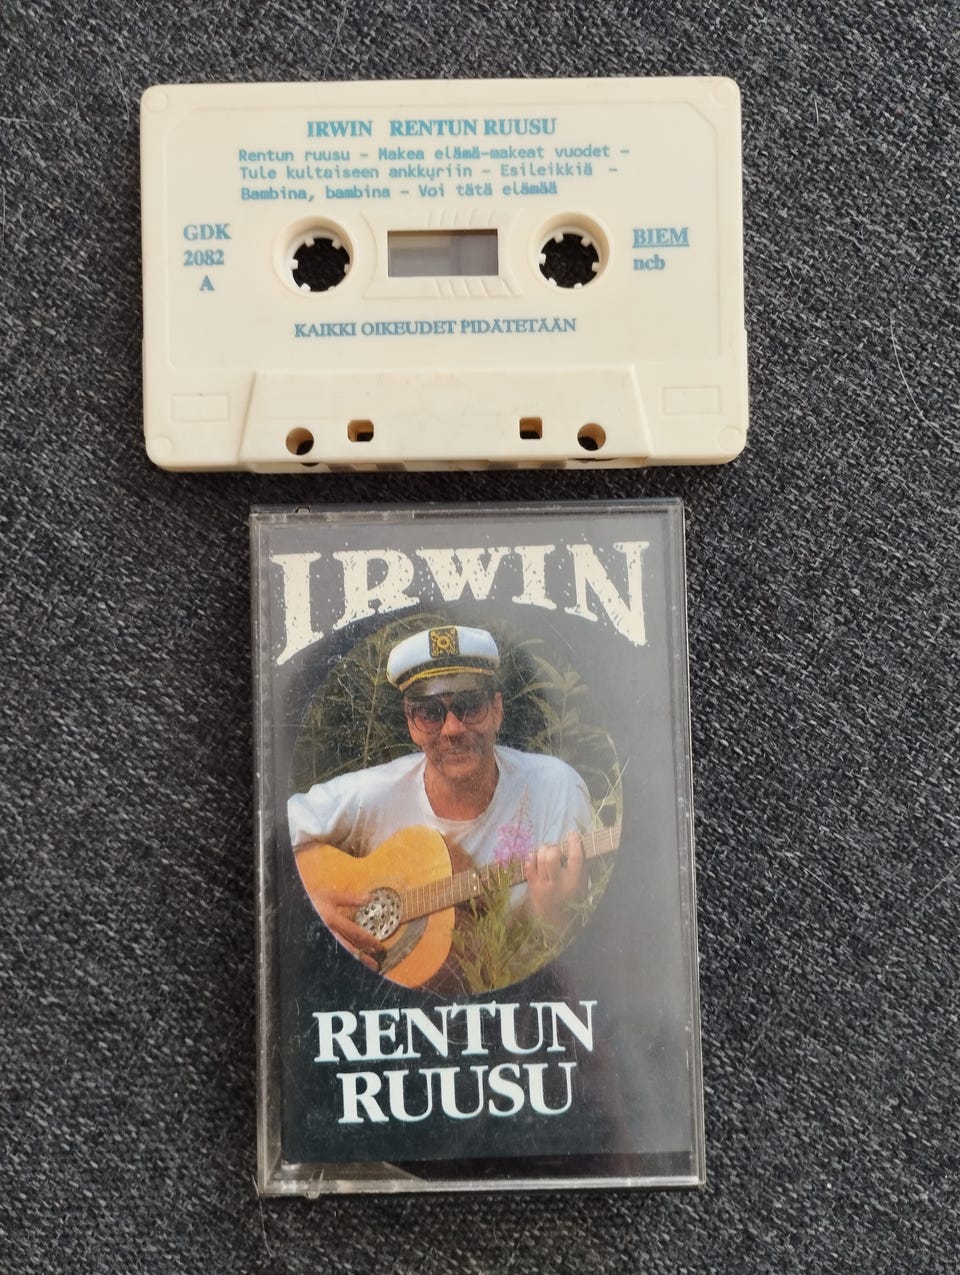 IRWIN RENTUN RUUSU
Rentun ruusu - Makea elämä-makeat vuodet -
Tule kultaiseen ankkuriin - Esileikkiä -
Bambina, bambina - Voi tätä elämää
GDK
2082
A
BIEM
ncb
KAIKKI OIKEUDET PIDÄTETÄÄN
IRWIN
RENTUN
RUUSU